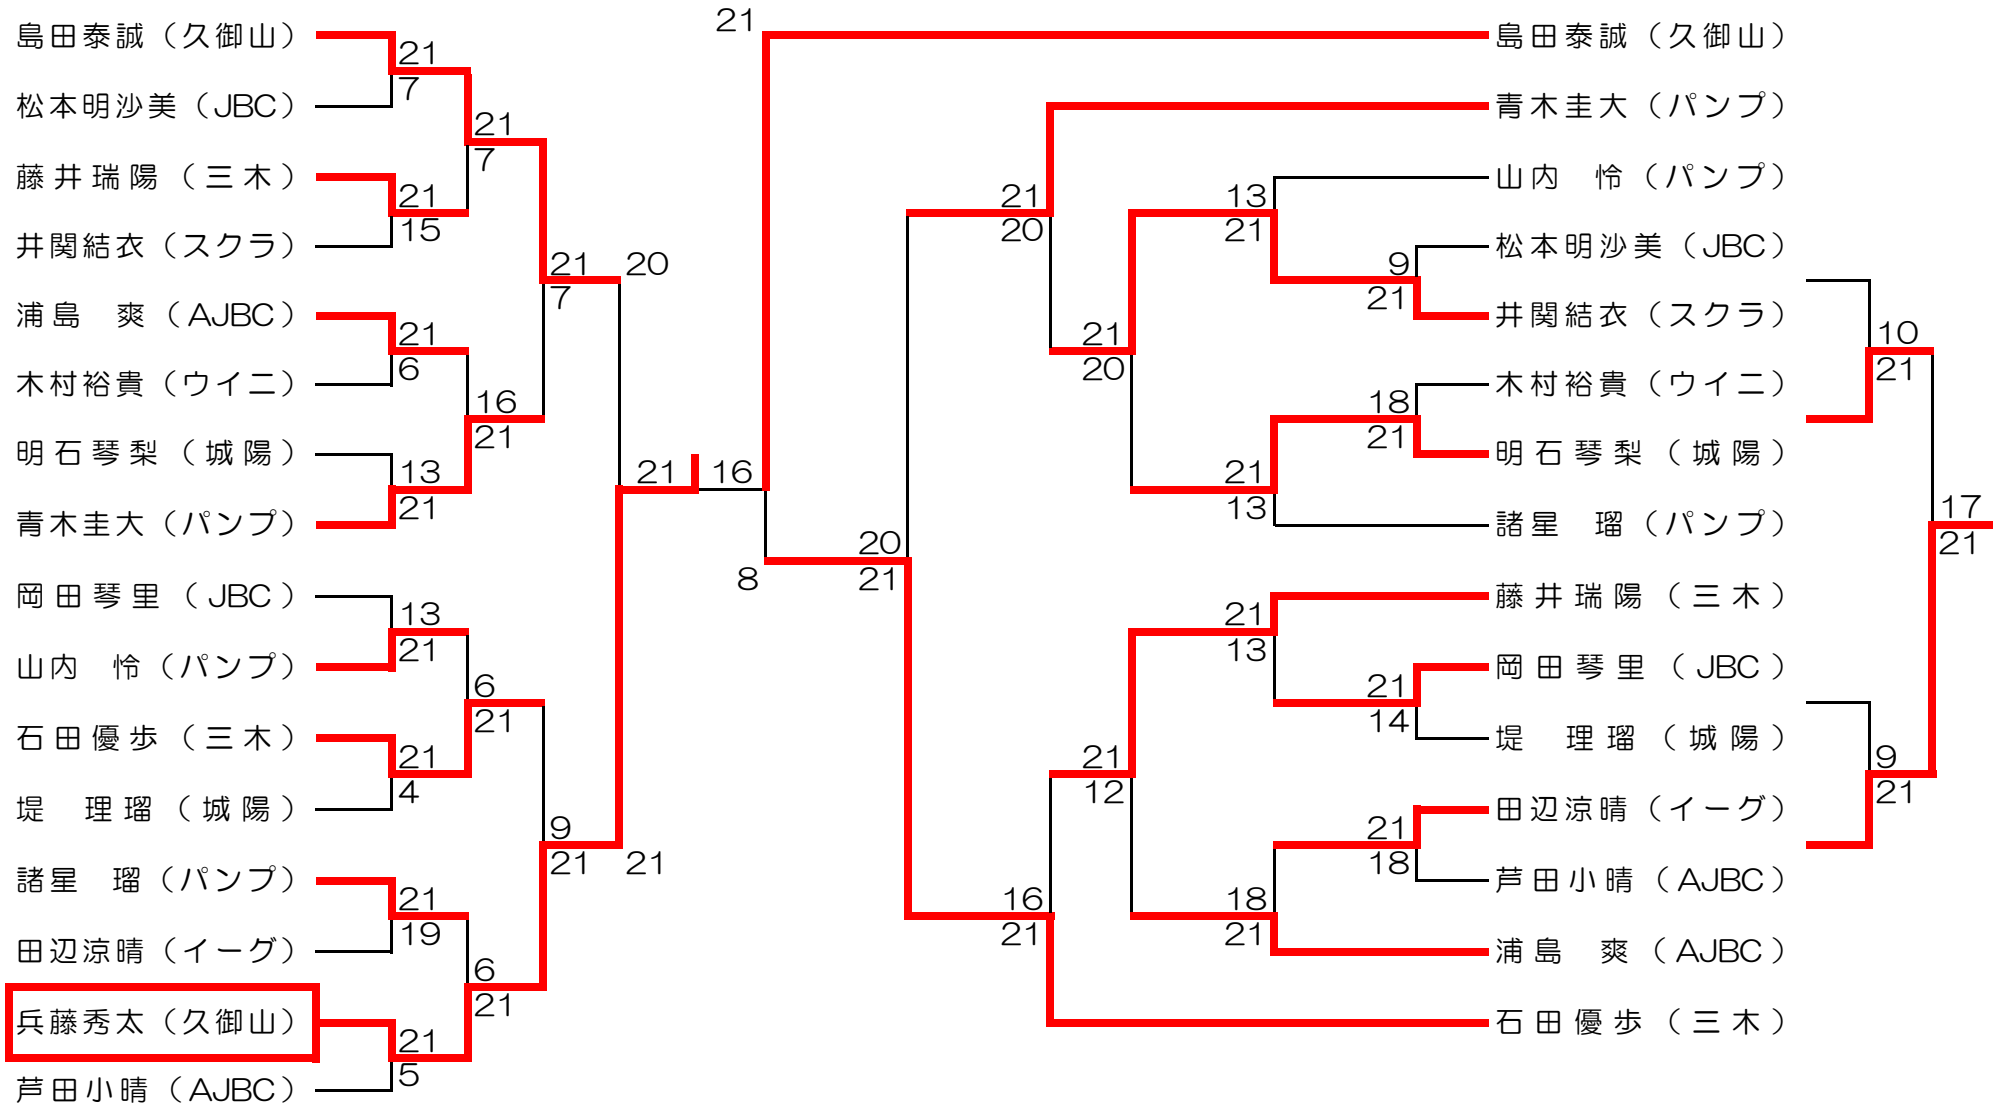 島田泰誠（久御山）
21
7
松本明沙美（JBC）
21
7
藤井瑞陽（三木）
21
15
井関結衣（スクラ）
21
7
20
浦島　爽（AJBC）
21
6
木村裕貴（ウイニ）
16
21
明石琴梨（城陽）
13
21
青木圭大（パンプ）
21
16
岡田琴里（JBC）
13
21
山内　怜（パンプ）
6
21
石田優歩（三木）
21
4
堤　理瑠（城陽）
9
21
21
諸星　瑠（パンプ）
21
19
田辺涼晴（イーグ）
6
21
兵藤秀太（久御山）
21
5
芦田小晴（AJBC）
21
8
島田泰誠（久御山）
青木圭大（パンプ）
21
20
山内　怜（パンプ）
13
21
松本明沙美（JBC）
9
21
井関結衣（スクラ）
21
20
木村裕貴（ウイニ）
18
21
明石琴梨（城陽）
21
13
諸星　瑠（パンプ）
20
21
藤井瑞陽（三木）
21
13
岡田琴里（JBC）
21
14
堤　理瑠（城陽）
21
12
田辺涼晴（イーグ）
21
18
芦田小晴（AJBC）
18
21
浦島　爽（AJBC）
16
21
石田優歩（三木）
10
21
17
21
9
21